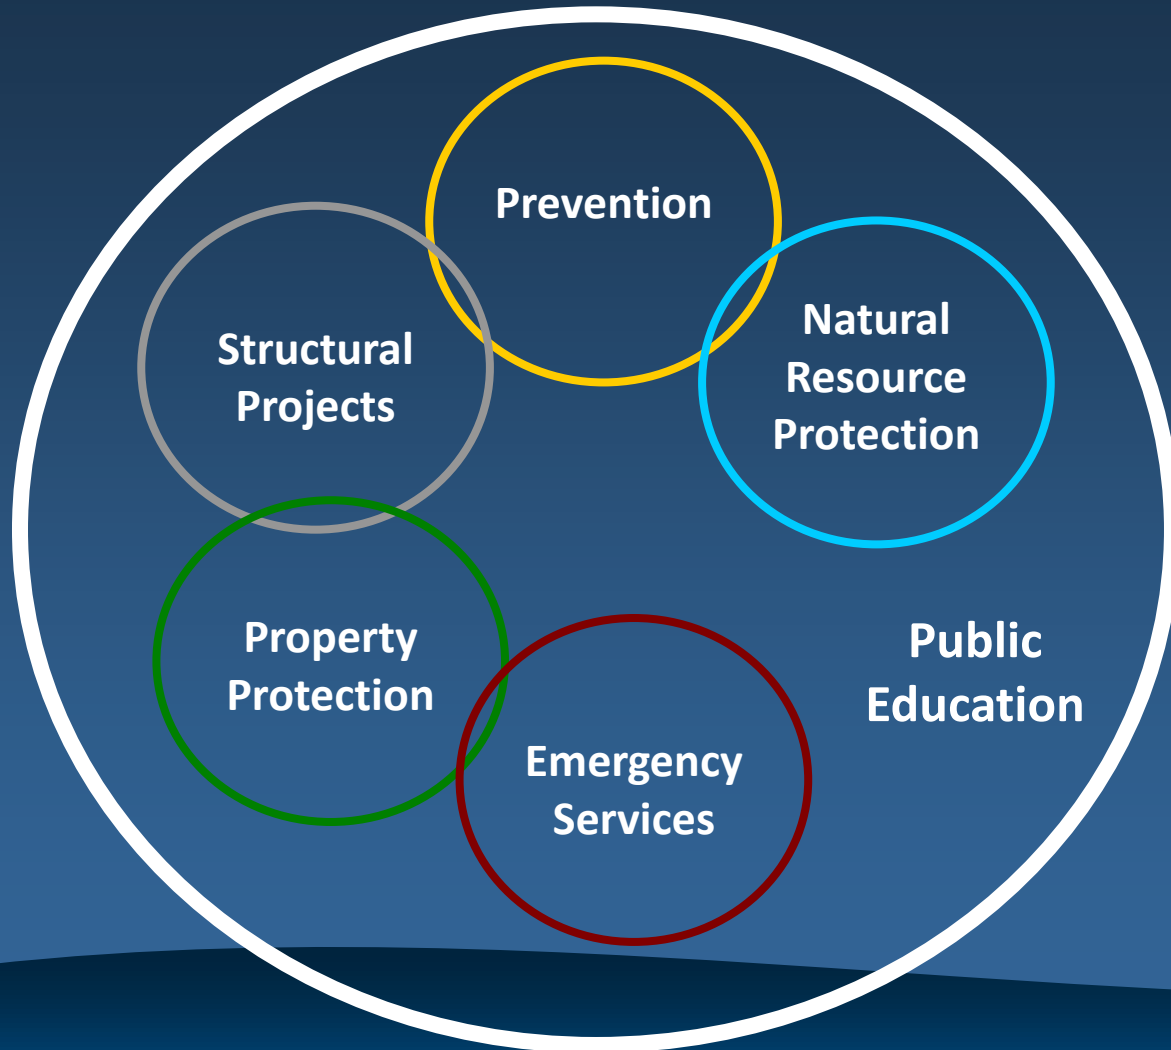 Prevention
Structural
Projects
Natural
Resource
Protection
Property
Protection
Emergency
Services
Public
Education